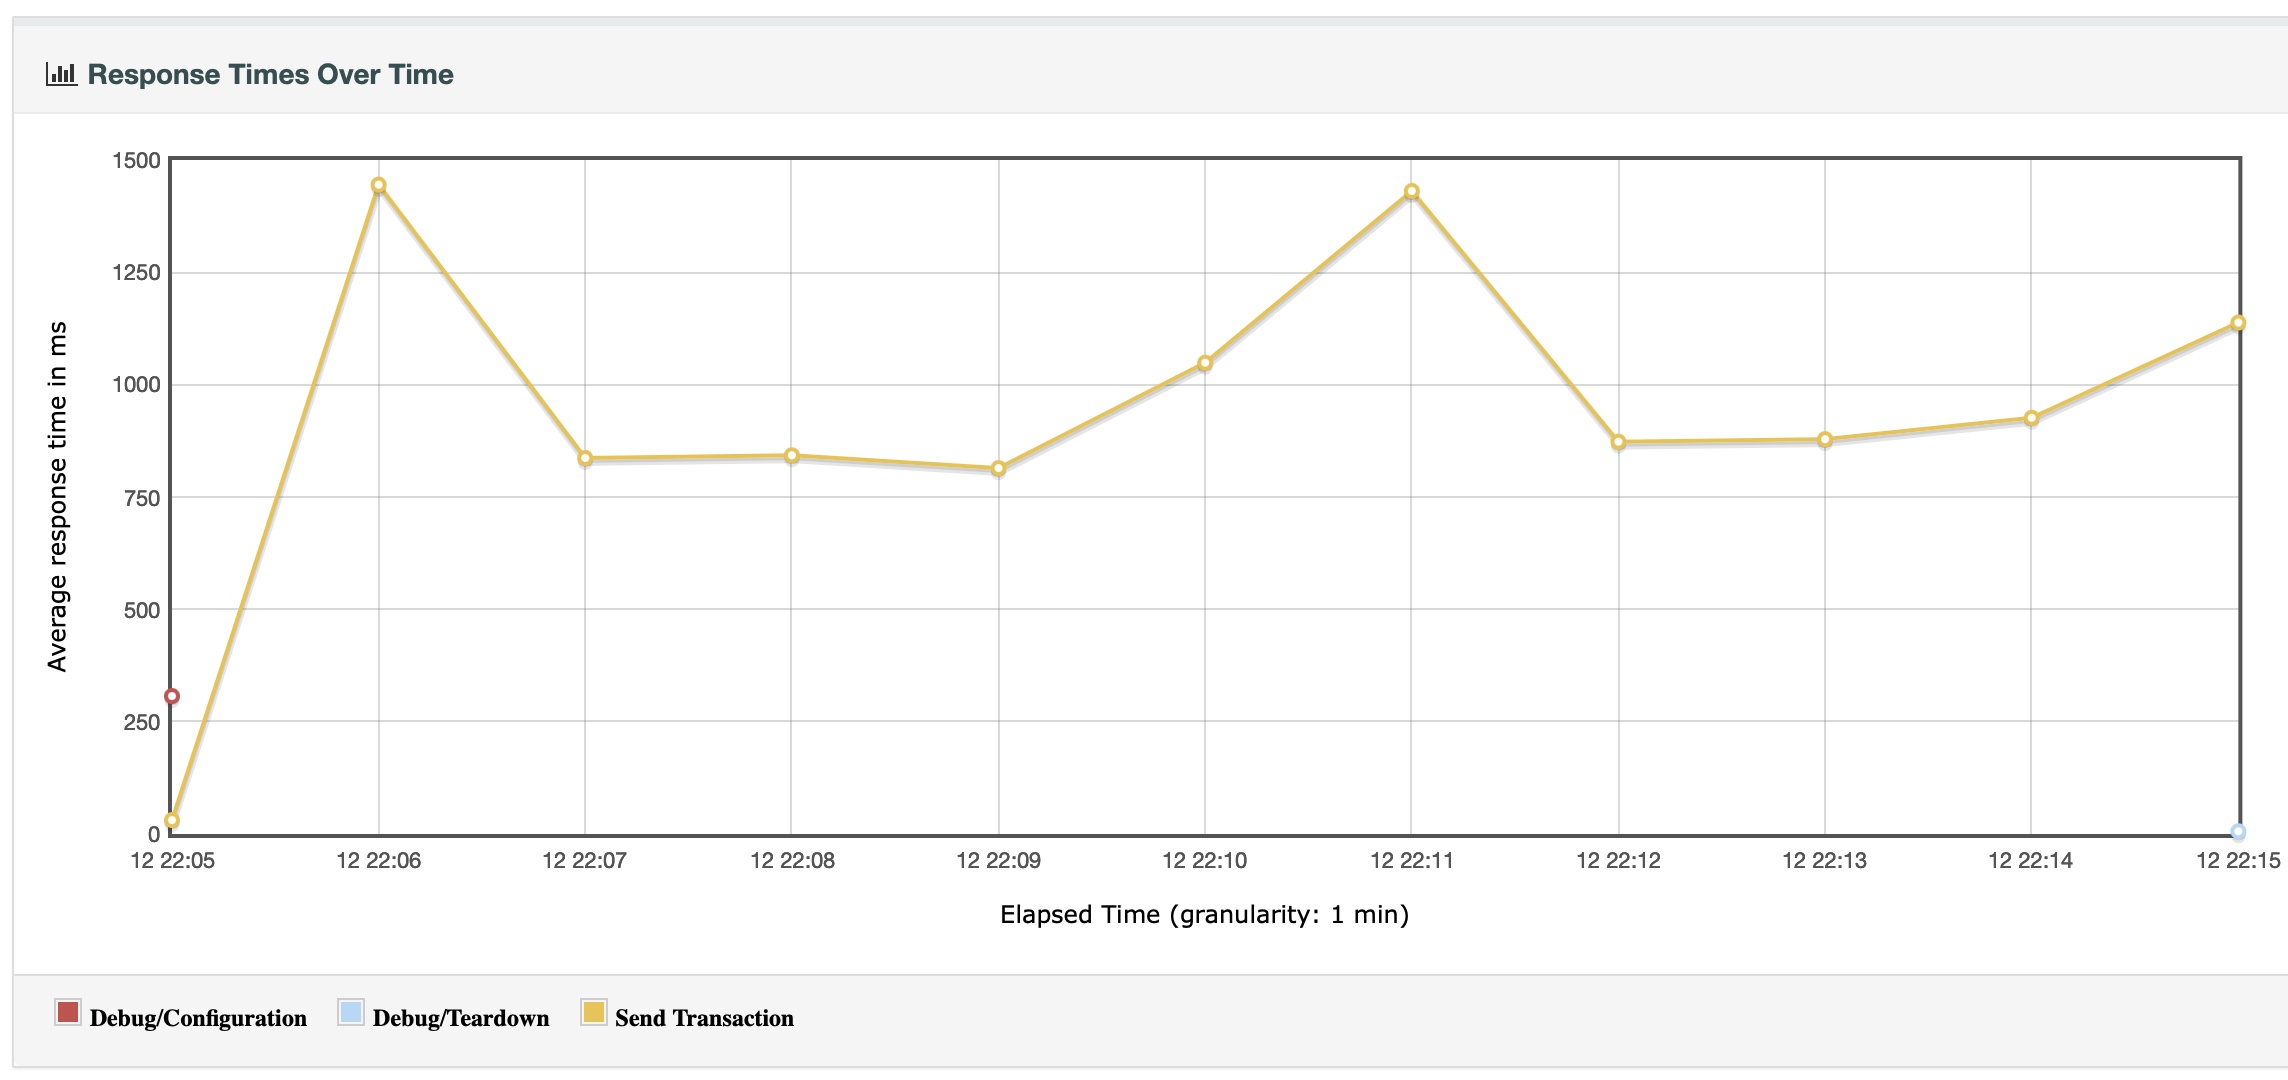 Response Times Over Time
1500
1250
1000
750
500
250
0
Average response time in ms
12 22:05 12 22:06 12 22:07 12 22:08 12 22:09 12 22:10 12 22:11 12 22:12 12 22:13 12 22:14 12 22:15
Elapsed Time (granularity: 1 min)
Debug/Configuration Debug/Teardown Send Transaction